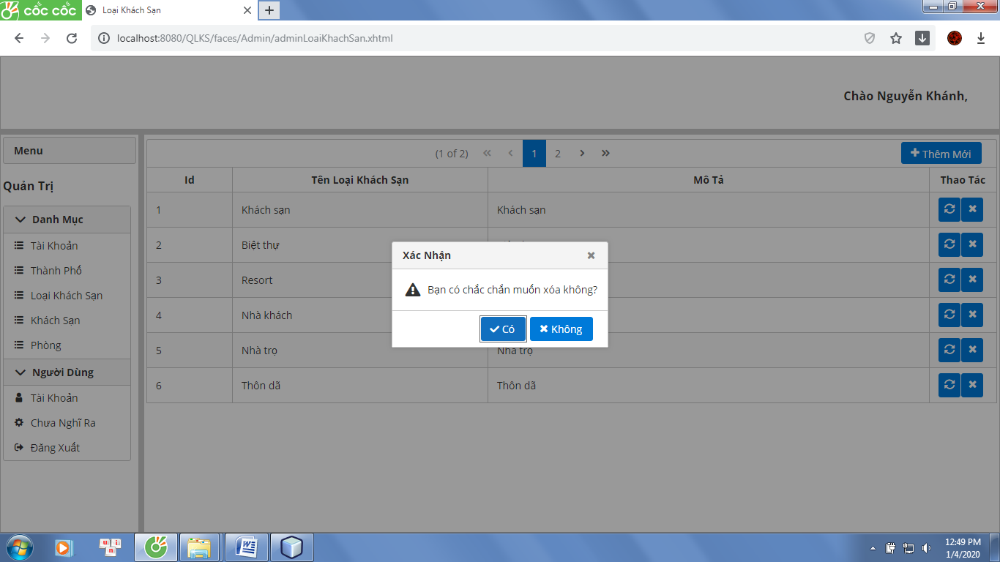 cốc cốc
Loại Khách Sạn
localhost:8080/QLKS/faces/Admin/adminLoaiKhachSan.xhtml
Chào Nguyễn Khánh,
Menu
Quản Trị
Danh Mục
Tài Khoản
Thành Phố
Loại Khách Sạn
Khách Sạn
Phòng
Người Dùng
Tài Khoản
Chưa Nghĩ Ra
Đăng Xuất
(1 of 2) 1 2 Thêm Mới
Id Tên Loại Khách Sạn Mô Tả Thao Tác
1 Khách sạn Khách sạn
2 Biệt thự
3 Resort
4 Nhà khách
5 Nhà trọ Nhà trọ
6 Thôn dã Thôn dã
Xác Nhận
Bạn có chắc chắn muốn xóa không?
Có Không
12:49 PM
1/4/2020